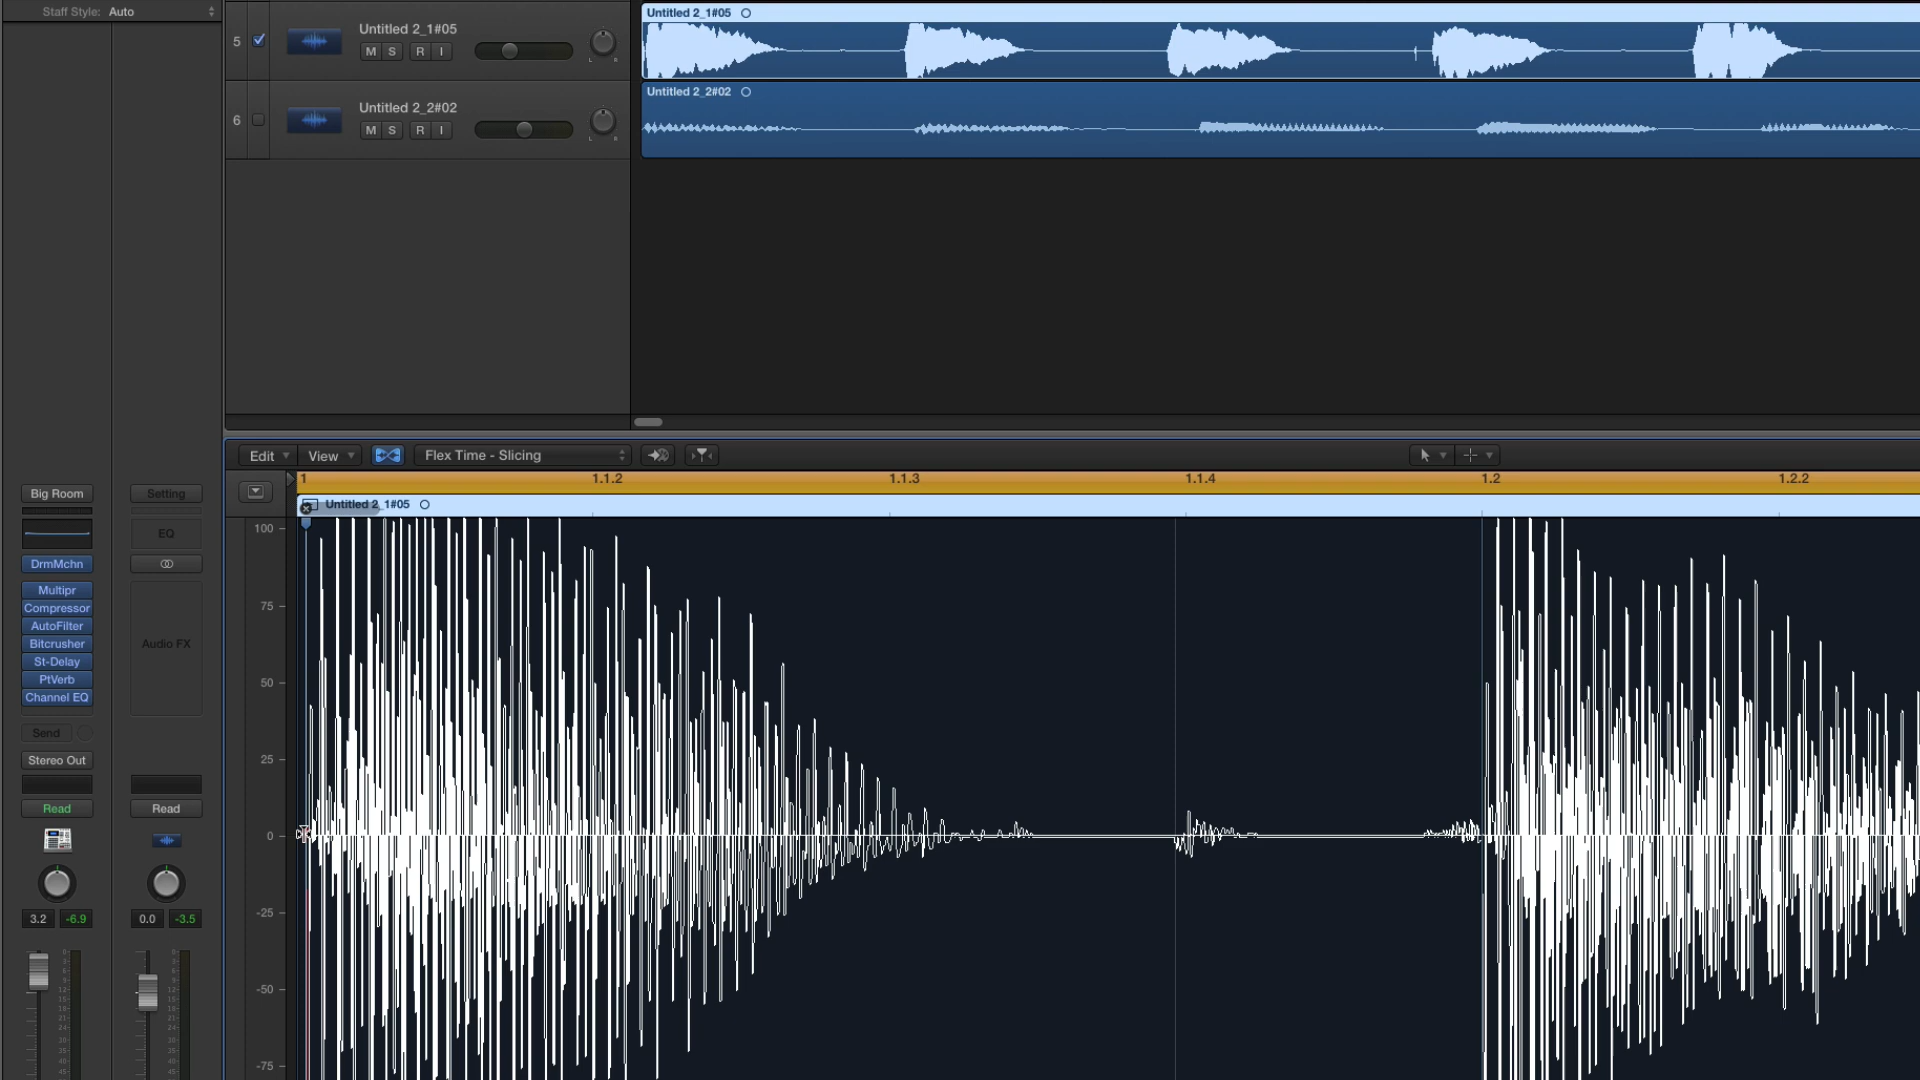 Staff Style: Auto
5
Untitled 2_1#05
M S R I
L R
6
Untitled 2_2#02
M S R I
L R
Untitled 2_1#05
Untitled 2_2#02
Edit View Flex Time - Slicing
1 1.1.2 1.1.3 1.1.4 1.2 1.2.2
Untitled 2_1#05
100
75
50
25
0
-25
-50
-75
Big Room
DrmMchn
Multipr
Compressor
AutoFilter
Bitcrusher
St-Delay
PtVerb
Channel EQ
Send
Stereo Out
Read
3.2 -6.9
Setting
EQ
Audio FX
Read
0.0 -3.5